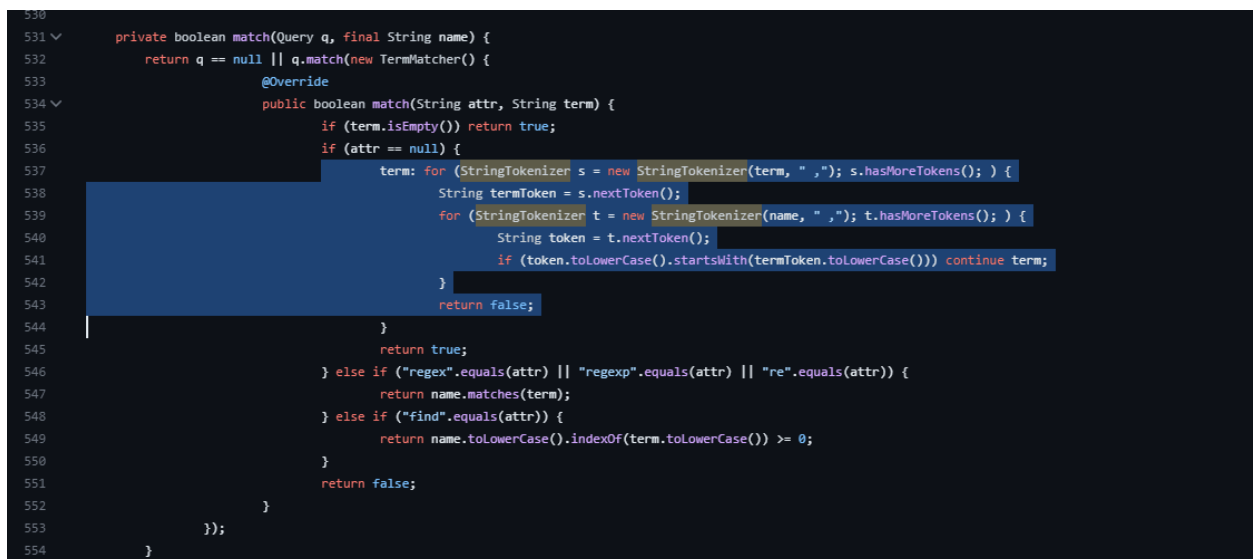 530
531 private boolean match(Query q, final String name) {
532 return q == null || q.match(new TermMatcher() {
533 @Override
534 public boolean match(String attr, String term) {
535 if (term.isEmpty()) return true;
536 if (attr == null) {
537 term: for (StringTokenizer s = new StringTokenizer(term, " ,"); s.hasMoreTokens(); ) {
538 String termToken = s.nextToken();
539 for (StringTokenizer t = new StringTokenizer(name, " ,"); t.hasMoreTokens(); ) {
540 String token = t.nextToken();
541 if (token.toLowerCase().startsWith(termToken.toLowerCase())) continue term;
542 }
543 return false;
544 }
545 return true;
546 } else if ("regex".equals(attr) || "regexp".equals(attr) || "re".equals(attr)) {
547 return name.matches(term);
548 } else if ("find".equals(attr)) {
549 return name.toLowerCase().indexOf(term.toLowerCase()) >= 0;
550 }
551 return false;
552 }
553 });
554 }